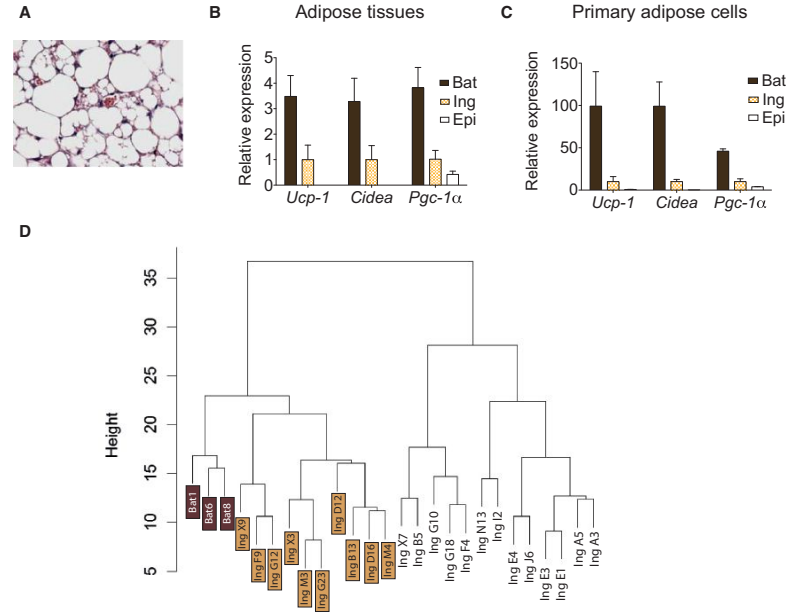 A
B
Adipose tissues
C
Primary adipose cells
Relative expression
5
4
3
2
1
0
Bat
Ing
Epi
Ucp-1
Cidea
Pgc-1α
Relative expression
150
100
50
0
Bat
Ing
Epi
Ucp-1
Cidea
Pgc-1α
D
Height
35
30
25
20
15
10
5
Bat1
Bat6
Bat8
Ing X9
Ing F9
Ing G12
Ing X3
Ing M3
Ing G23
Ing D12
Ing B13
Ing D16
Ing M4
Ing X7
Ing B5
Ing G10
Ing G18
Ing F4
Ing N13
Ing I2
Ing E4
Ing J6
Ing E3
Ing E1
Ing A5
Ing A3